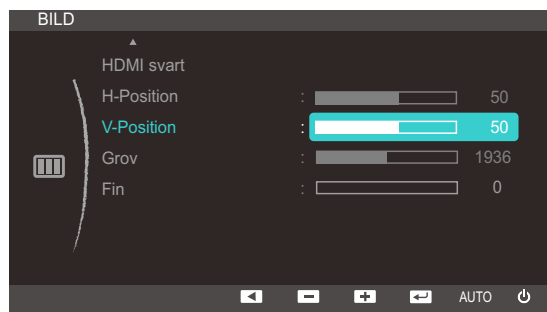 BILD
HDMI svart
H-Position : 50
V-Position : 50
Grov : 1936
Fin : 0
AUTO